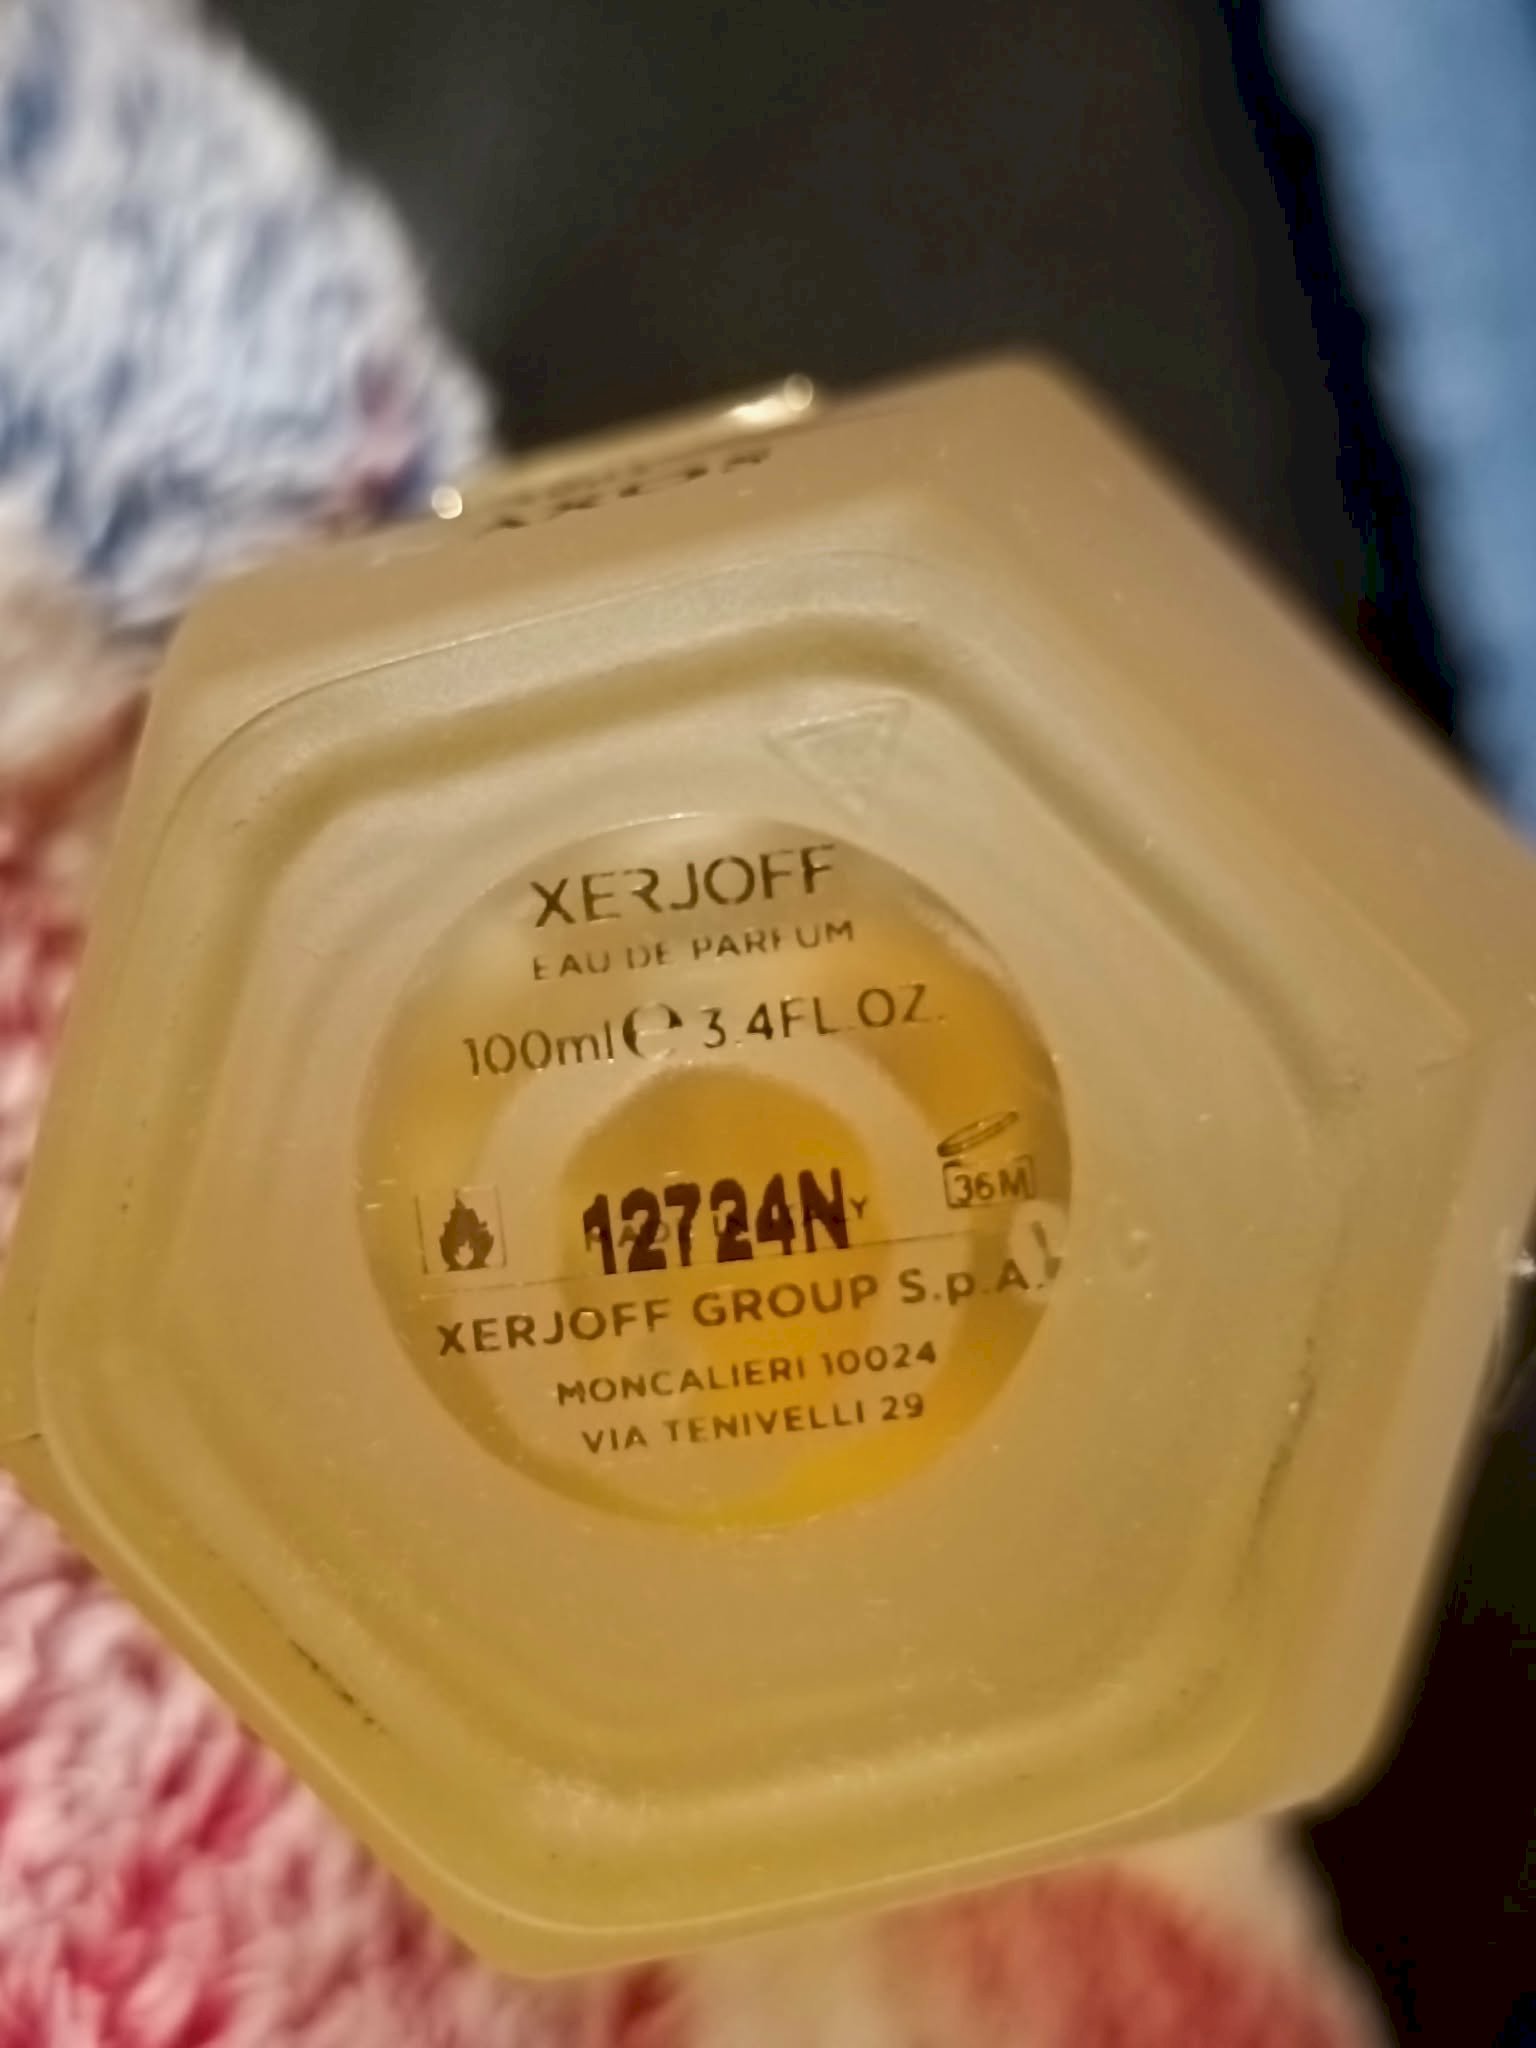 XERJOFF
EAU DE PARFUM
100ml e 3.4FL.OZ.
36M
12724N
XERJOFF GROUP S.p.A.
MONCALIERI 10024
VIA TENIVELLI 29